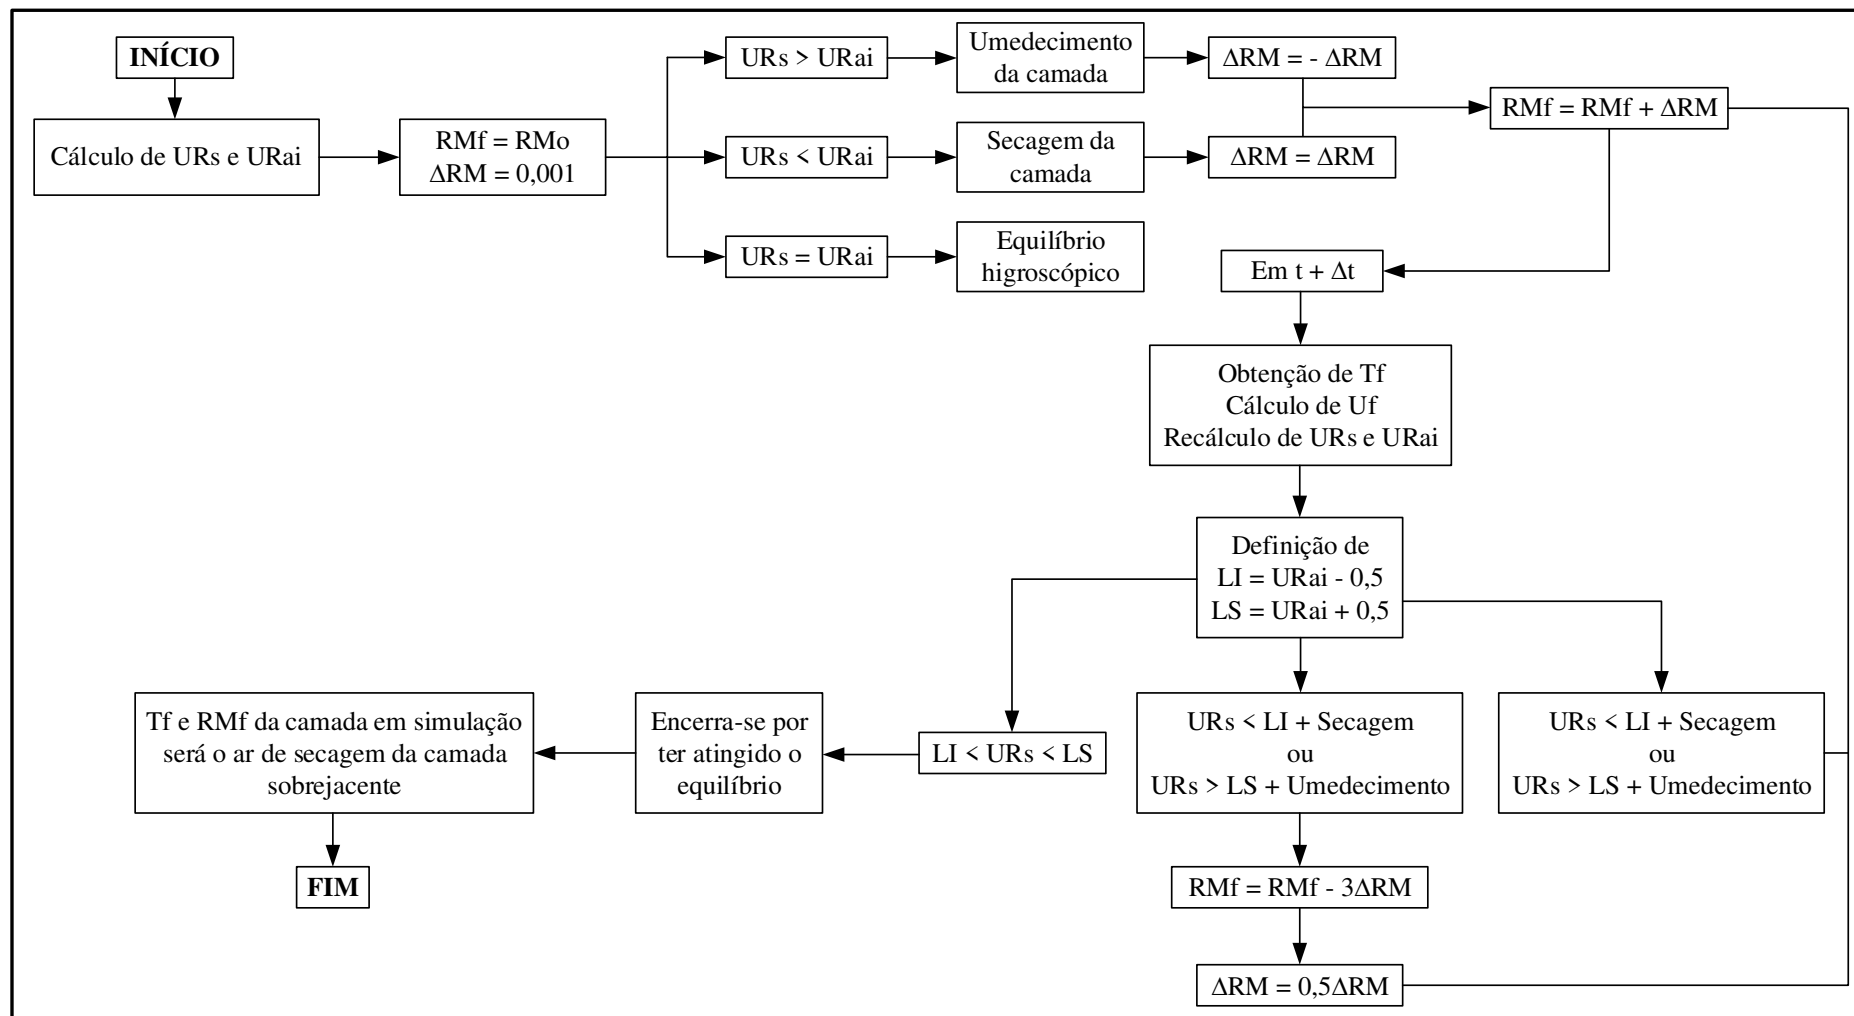 INÍCIO
Cálculo de URs e URai
RMf = RMo
ΔRM = 0,001
URs > URai
Umedecimento
da camada
ΔRM = - ΔRM
URs < URai
Secagem da
camada
ΔRM = ΔRM
URs = URai
Equilíbrio
higroscópico
RMf = RMf + ΔRM
Em t + Δt
Obtenção de Tf
Cálculo de Uf
Recálculo de URs e URai
Definição de
LI = URai - 0,5
LS = URai + 0,5
Tf e RMf da camada em simulação
será o ar de secagem da camada
sobrejacente
Encerra-se por
ter atingido o
equilíbrio
LI < URs < LS
URs < LI + Secagem
ou
URs > LS + Umedecimento
URs < LI + Secagem
ou
URs > LS + Umedecimento
FIM
RMf = RMf - 3ΔRM
ΔRM = 0,5ΔRM